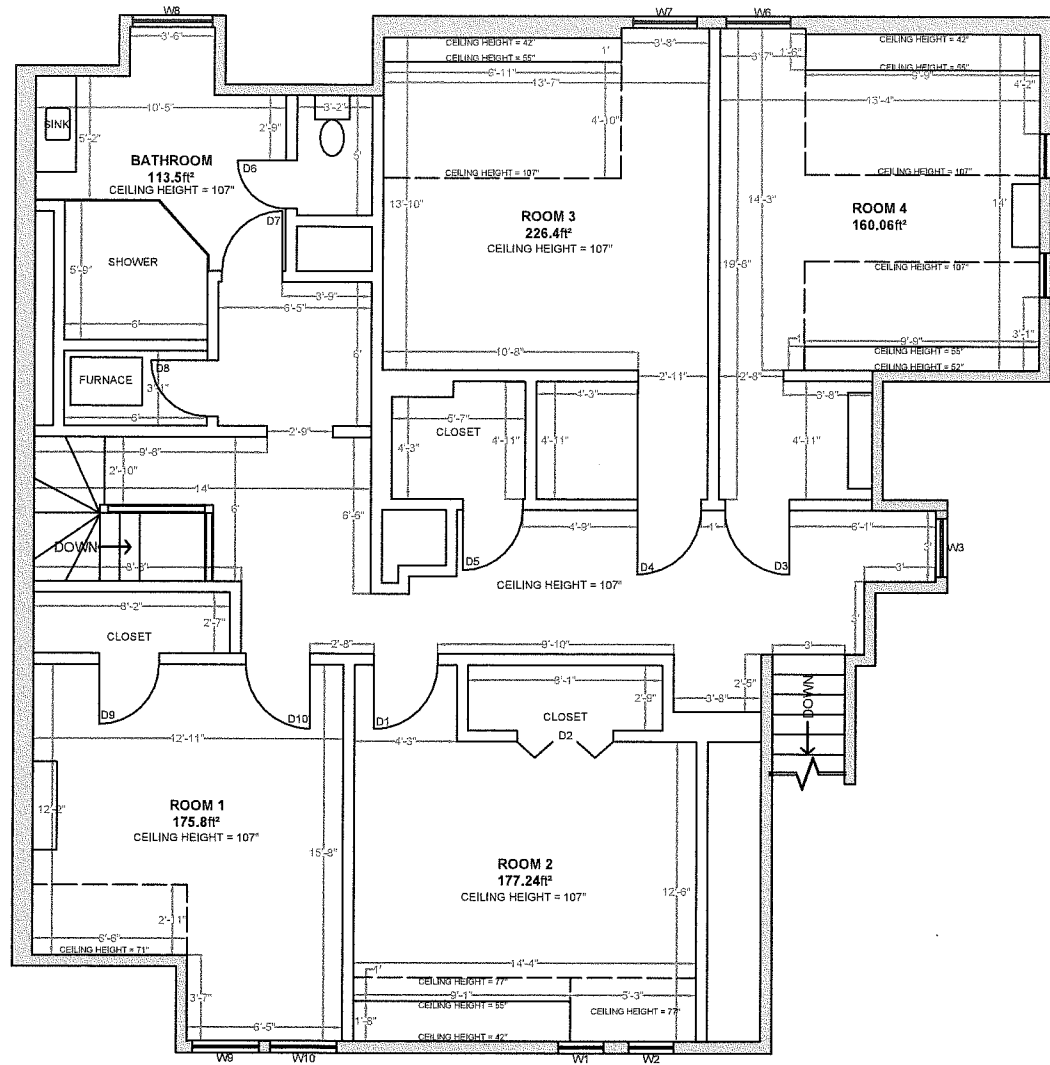 W8
W7
W6
3'-6"
CEILING HEIGHT = 42"
1'
3'-8"
3'-7"
1'-6"
CEILING HEIGHT = 42"
CEILING HEIGHT = 55"
CEILING HEIGHT = 55"
6'-11"
13'-7"
9'-9"
4'-2"
13'-4"
10'-5"
3'-2"
SINK
5'-2"
2'-9"
4'-10"
5'
BATHROOM
113.5ft²
CEILING HEIGHT = 107"
D6
CEILING HEIGHT = 107"
CEILING HEIGHT = 107"
13'-10"
14'-3"
14'
D7
ROOM 3
226.4ft²
CEILING HEIGHT = 107"
ROOM 4
160.06ft²
SHOWER
5'-9"
19'-6"
CEILING HEIGHT = 107"
3'-9"
6'-5"
6'
3'-1"
9'-9"
10'-8"
6'
1'
CEILING HEIGHT = 55"
CEILING HEIGHT = 52"
D8
FURNACE
3'-1"
6'
2'-11"
2'-8"
4'-3"
3'-8"
5'-7"
CLOSET
2'-9"
4'-3"
4'-11"
4'-11"
4'-11"
9'-8"
2'-10"
14'
6'
6'-6"
DOWN
4'-9"
1'
6'-1"
3'
W3
D5
D4
D3
8'-8"
CEILING HEIGHT = 107"
3'
8'-2"
2'-7"
CLOSET
3'
2'-8"
9'-10"
3'
D9
D10
D1
8'-1"
2'-9"
3'-8"
2'-5"
DOWN
CLOSET
D2
12'-11"
4'-3"
12'-2"
ROOM 1
175.8ft²
CEILING HEIGHT = 107"
15'-8"
ROOM 2
177.24ft²
CEILING HEIGHT = 107"
12'-6"
2'-11"
6'-6"
CEILING HEIGHT = 71"
14'-4"
1'
CEILING HEIGHT = 77"
9'-1"
5'-3"
CEILING HEIGHT = 55"
CEILING HEIGHT = 77"
3'-7"
6'-5"
1'-8"
CEILING HEIGHT = 42"
W9
W10
W1
W2